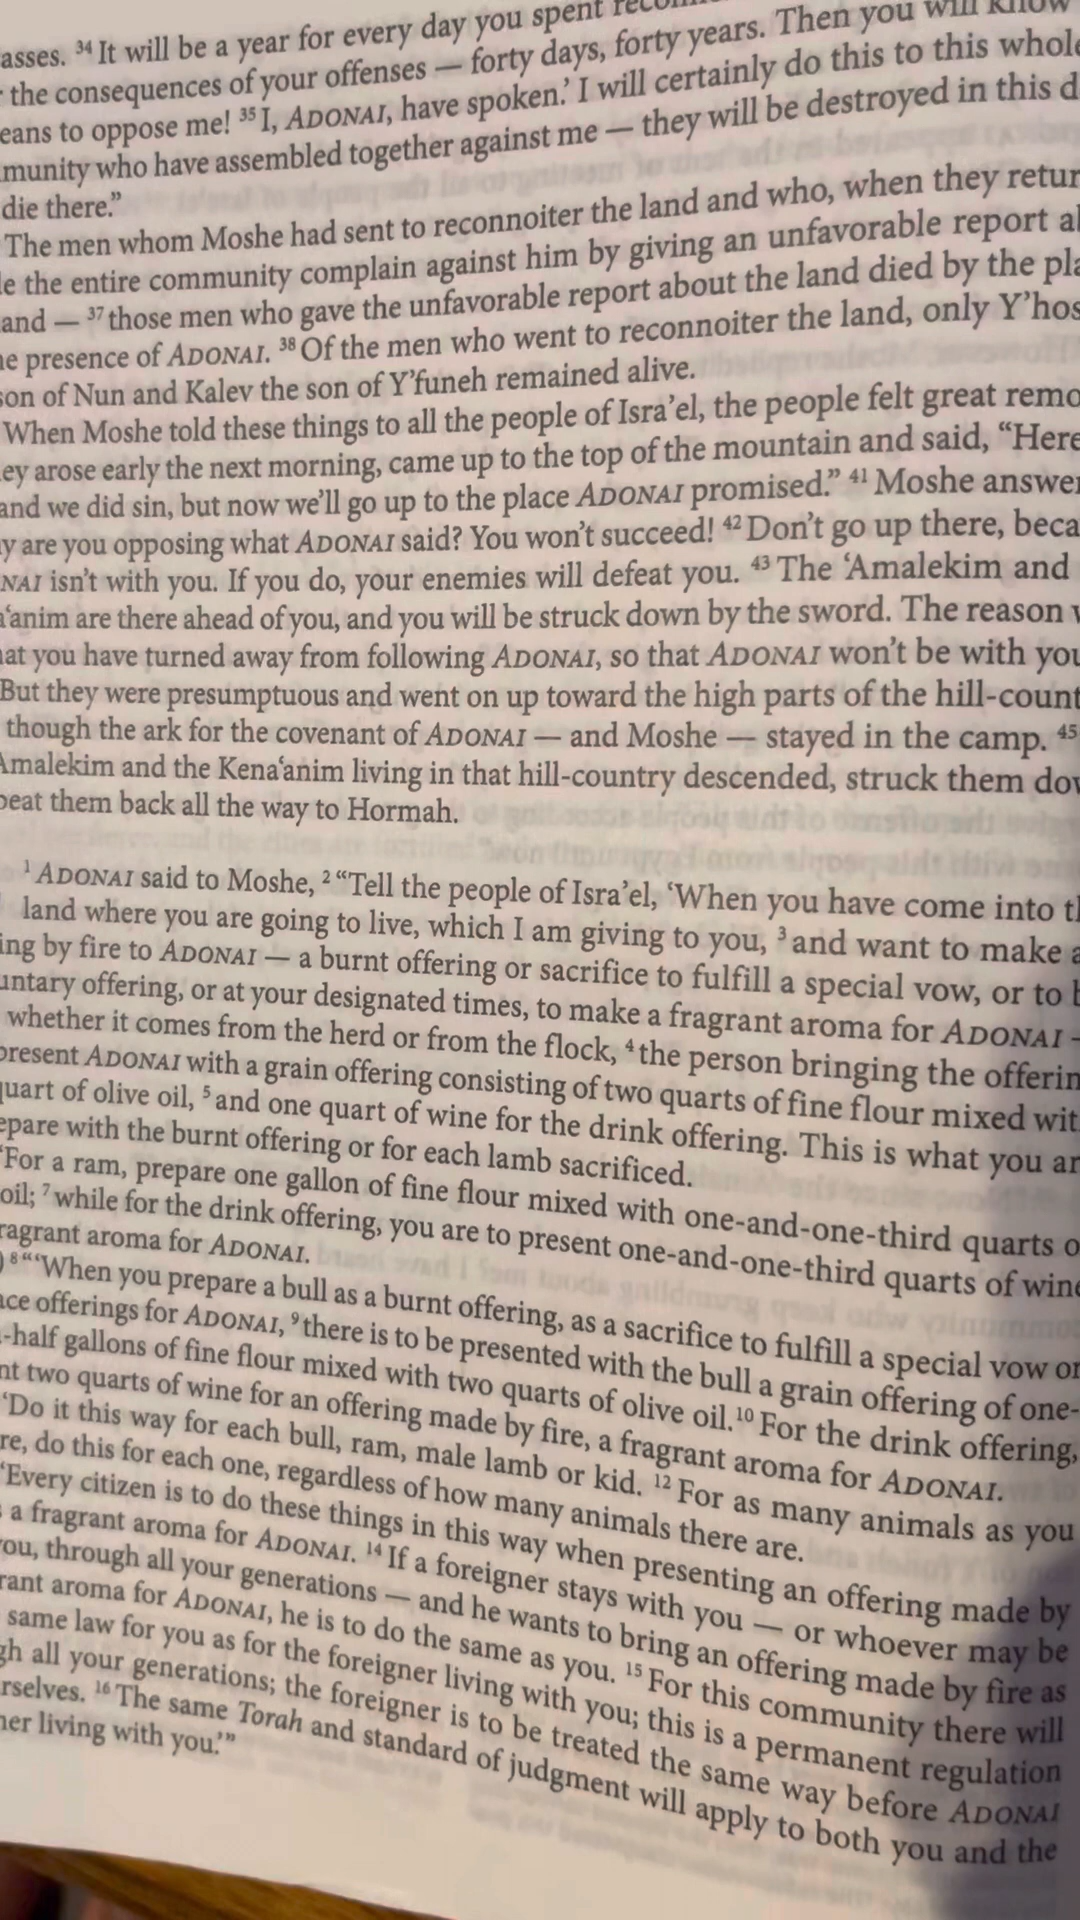 asses. 34 It will be a year for every day you spent
the consequences of your offenses — forty days, forty years. Then you will know
eans to oppose me! 35 I, ADONAI, have spoken.’ I will certainly do this to this whole
munity who have assembled together against me — they will be destroyed in this d
die there.”
The men whom Moshe had sent to reconnoiter the land and who, when they retur
e the entire community complain against him by giving an unfavorable report a
and — 37 those men who gave the unfavorable report about the land died by the pla
e presence of ADONAI. 38 Of the men who went to reconnoiter the land, only Y’hos
son of Nun and Kalev the son of Y’funeh remained alive.
When Moshe told these things to all the people of Isra’el, the people felt great remo
ey arose early the next morning, came up to the top of the mountain and said, “Here
and we did sin, but now we’ll go up to the place ADONAI promised.” 41 Moshe answer
y are you opposing what ADONAI said? You won’t succeed! 42 Don’t go up there, beca
NAI isn’t with you. If you do, your enemies will defeat you. 43 The ‘Amalekim and
a‘anim are there ahead of you, and you will be struck down by the sword. The reason
at you have turned away from following ADONAI, so that ADONAI won’t be with you
But they were presumptuous and went on up toward the high parts of the hill-count
though the ark for the covenant of ADONAI — and Moshe — stayed in the camp. 45
Amalekim and the Kena‘anim living in that hill-country descended, struck them dow
beat them back all the way to Hormah.
1 ADONAI said to Moshe, 2 “Tell the people of Isra’el, ‘When you have come into t
land where you are going to live, which I am giving to you, 3 and want to make a
ing by fire to ADONAI — a burnt offering or sacrifice to fulfill a special vow, or to b
untary offering, or at your designated times, to make a fragrant aroma for ADONAI -
whether it comes from the herd or from the flock, 4 the person bringing the offerin
present ADONAI with a grain offering consisting of two quarts of fine flour mixed wit
quart of olive oil, 5 and one quart of wine for the drink offering. This is what you ar
epare with the burnt offering or for each lamb sacrificed.
‘For a ram, prepare one gallon of fine flour mixed with one-and-one-third quarts o
oil; 7 while for the drink offering, you are to present one-and-one-third quarts of wine
ragrant aroma for ADONAI.
) 8 “‘When you prepare a bull as a burnt offering, as a sacrifice to fulfill a special vow or
ace offerings for ADONAI, 9 there is to be presented with the bull a grain offering of one-
-half gallons of fine flour mixed with two quarts of olive oil. 10 For the drink offering,
nt two quarts of wine for an offering made by fire, a fragrant aroma for ADONAI.
‘Do it this way for each bull, ram, male lamb or kid. 12 For as many animals as you
re, do this for each one, regardless of how many animals there are.
‘Every citizen is to do these things in this way when presenting an offering made by
a fragrant aroma for ADONAI. 14 If a foreigner stays with you — or whoever may be
ou, through all your generations — and he wants to bring an offering made by fire as
rant aroma for ADONAI, he is to do the same as you. 15 For this community there will
same law for you as for the foreigner living with you; this is a permanent regulation
gh all your generations; the foreigner is to be treated the same way before ADONAI
rselves. 16 The same Torah and standard of judgment will apply to both you and the
ner living with you.’”